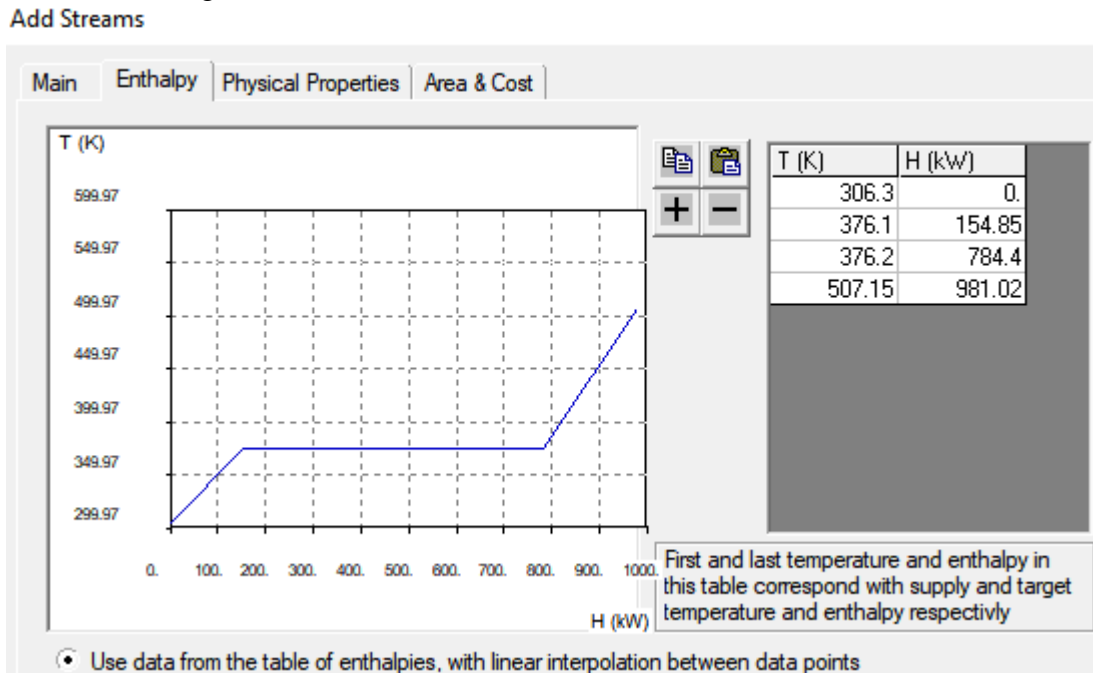 Add Streams
Main Enthalpy Physical Properties Area & Cost
T (K)
599.97
549.97
499.97
449.97
399.97
349.97
299.97
0. 100. 200. 300. 400. 500. 600. 700. 800. 900. 1000.
H (kW)
T (K) H (kW)
306.3 0.
376.1 154.85
376.2 784.4
507.15 981.02
First and last temperature and enthalpy in
this table correspond with supply and target
temperature and enthalpy respectivly
Use data from the table of enthalpies, with linear interpolation between data points